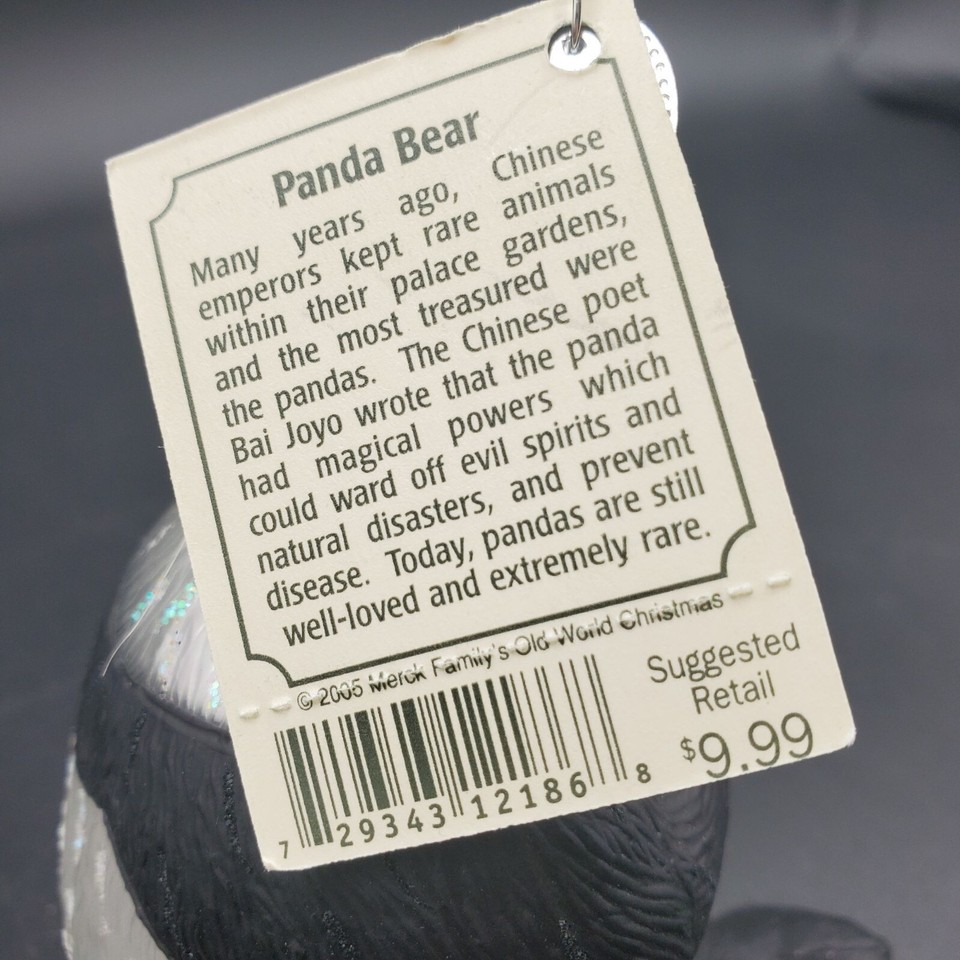 Panda Bear
Many years ago, Chinese
emperors kept rare animals
within their palace gardens,
and the most treasured were
the pandas. The Chinese poet
Bai Joyo wrote that the panda
had magical powers which
could ward off evil spirits and
natural disasters, and prevent
disease. Today, pandas are still
well-loved and extremely rare.
© 2005 Merck Family's Old World Christmas
Suggested
Retail
$9.99
7 29343 12186 8